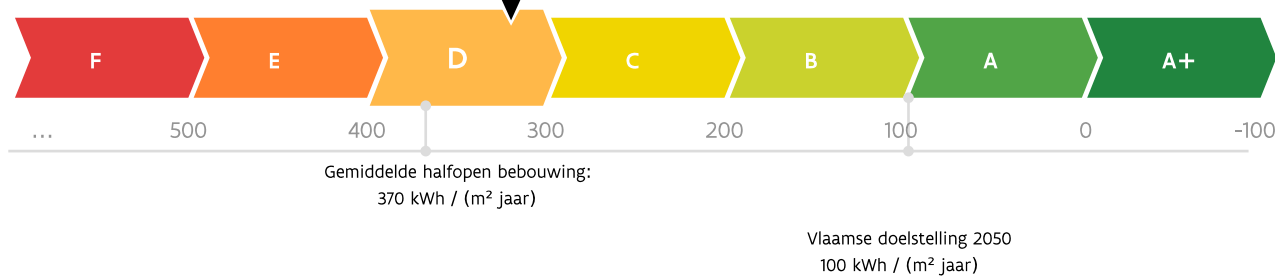 F E D C B A A+
... 500 400 300 200 100 0 -100
Gemiddelde halfopen bebouwing:
370 kWh / (m² jaar)
Vlaamse doelstelling 2050
100 kWh / (m² jaar)